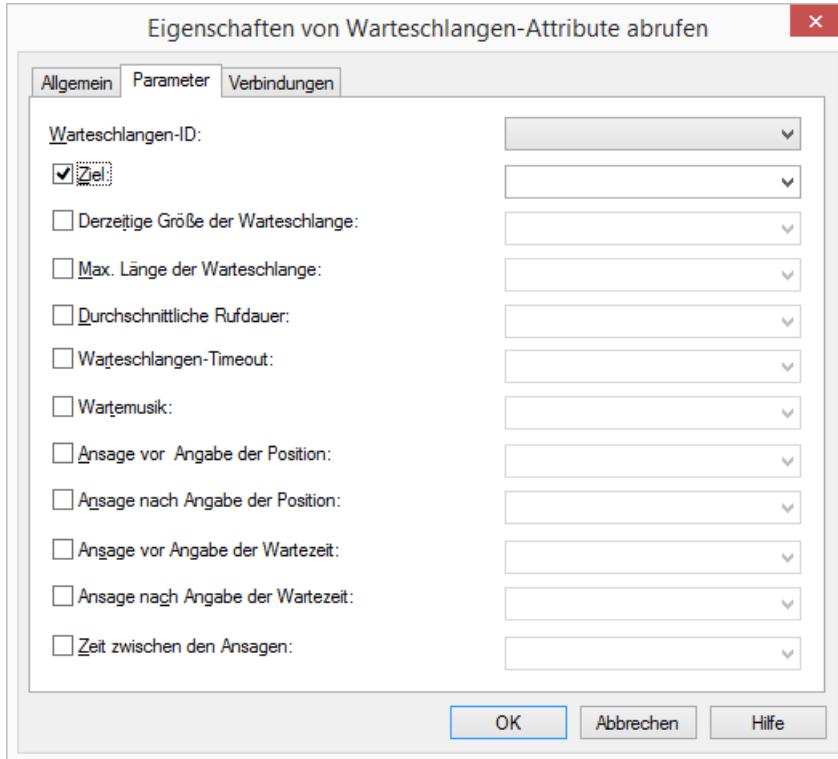 Eigenschaften von Warteschlangen-Attribute abrufen
Allgemein Parameter Verbindungen
Warteschlangen-ID:
Ziel:
Derzeitige Größe der Warteschlange:
Max. Länge der Warteschlange:
Durchschnittliche Rufdauer:
Warteschlangen-Timeout:
Wartemusik:
Ansage vor Angabe der Position:
Ansage nach Angabe der Position:
Ansage vor Angabe der Wartezeit:
Ansage nach Angabe der Wartezeit:
Zeit zwischen den Ansagen:
OK Abbrechen Hilfe